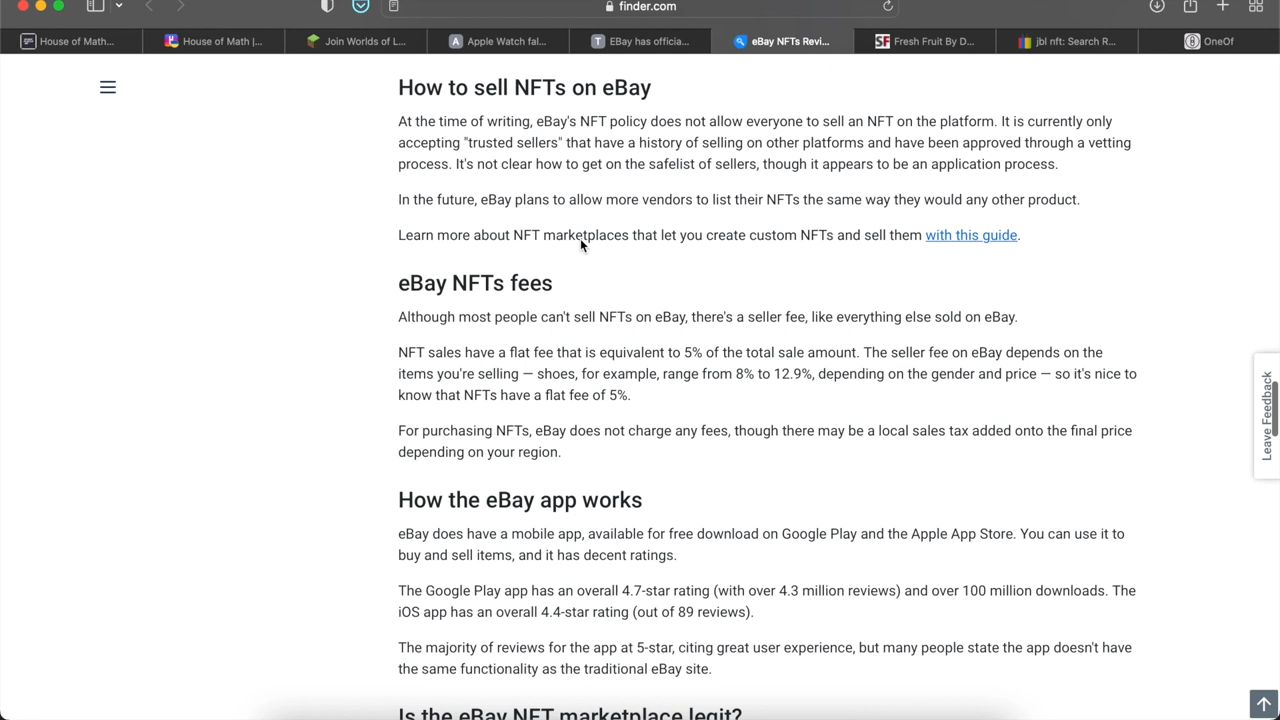 finder.com
House of Math...
House of Math |...
Join Worlds of L...
Apple Watch fal...
EBay has officia...
eBay NFTs Revi...
Fresh Fruit By D...
jbl nft: Search R...
OneOf
How to sell NFTs on eBay
At the time of writing, eBay's NFT policy does not allow everyone to sell an NFT on the platform. It is currently only
accepting "trusted sellers" that have a history of selling on other platforms and have been approved through a vetting
process. It's not clear how to get on the safelist of sellers, though it appears to be an application process.
In the future, eBay plans to allow more vendors to list their NFTs the same way they would any other product.
Learn more about NFT marketplaces that let you create custom NFTs and sell them with this guide.
eBay NFTs fees
Although most people can't sell NFTs on eBay, there's a seller fee, like everything else sold on eBay.
NFT sales have a flat fee that is equivalent to 5% of the total sale amount. The seller fee on eBay depends on the
items you're selling — shoes, for example, range from 8% to 12.9%, depending on the gender and price — so it's nice to
know that NFTs have a flat fee of 5%.
For purchasing NFTs, eBay does not charge any fees, though there may be a local sales tax added onto the final price
depending on your region.
How the eBay app works
eBay does have a mobile app, available for free download on Google Play and the Apple App Store. You can use it to
buy and sell items, and it has decent ratings.
The Google Play app has an overall 4.7-star rating (with over 4.3 million reviews) and over 100 million downloads. The
iOS app has an overall 4.4-star rating (out of 89 reviews).
The majority of reviews for the app at 5-star, citing great user experience, but many people state the app doesn't have
the same functionality as the traditional eBay site.
Is the eBay NFT marketplace legit?
Leave Feedback